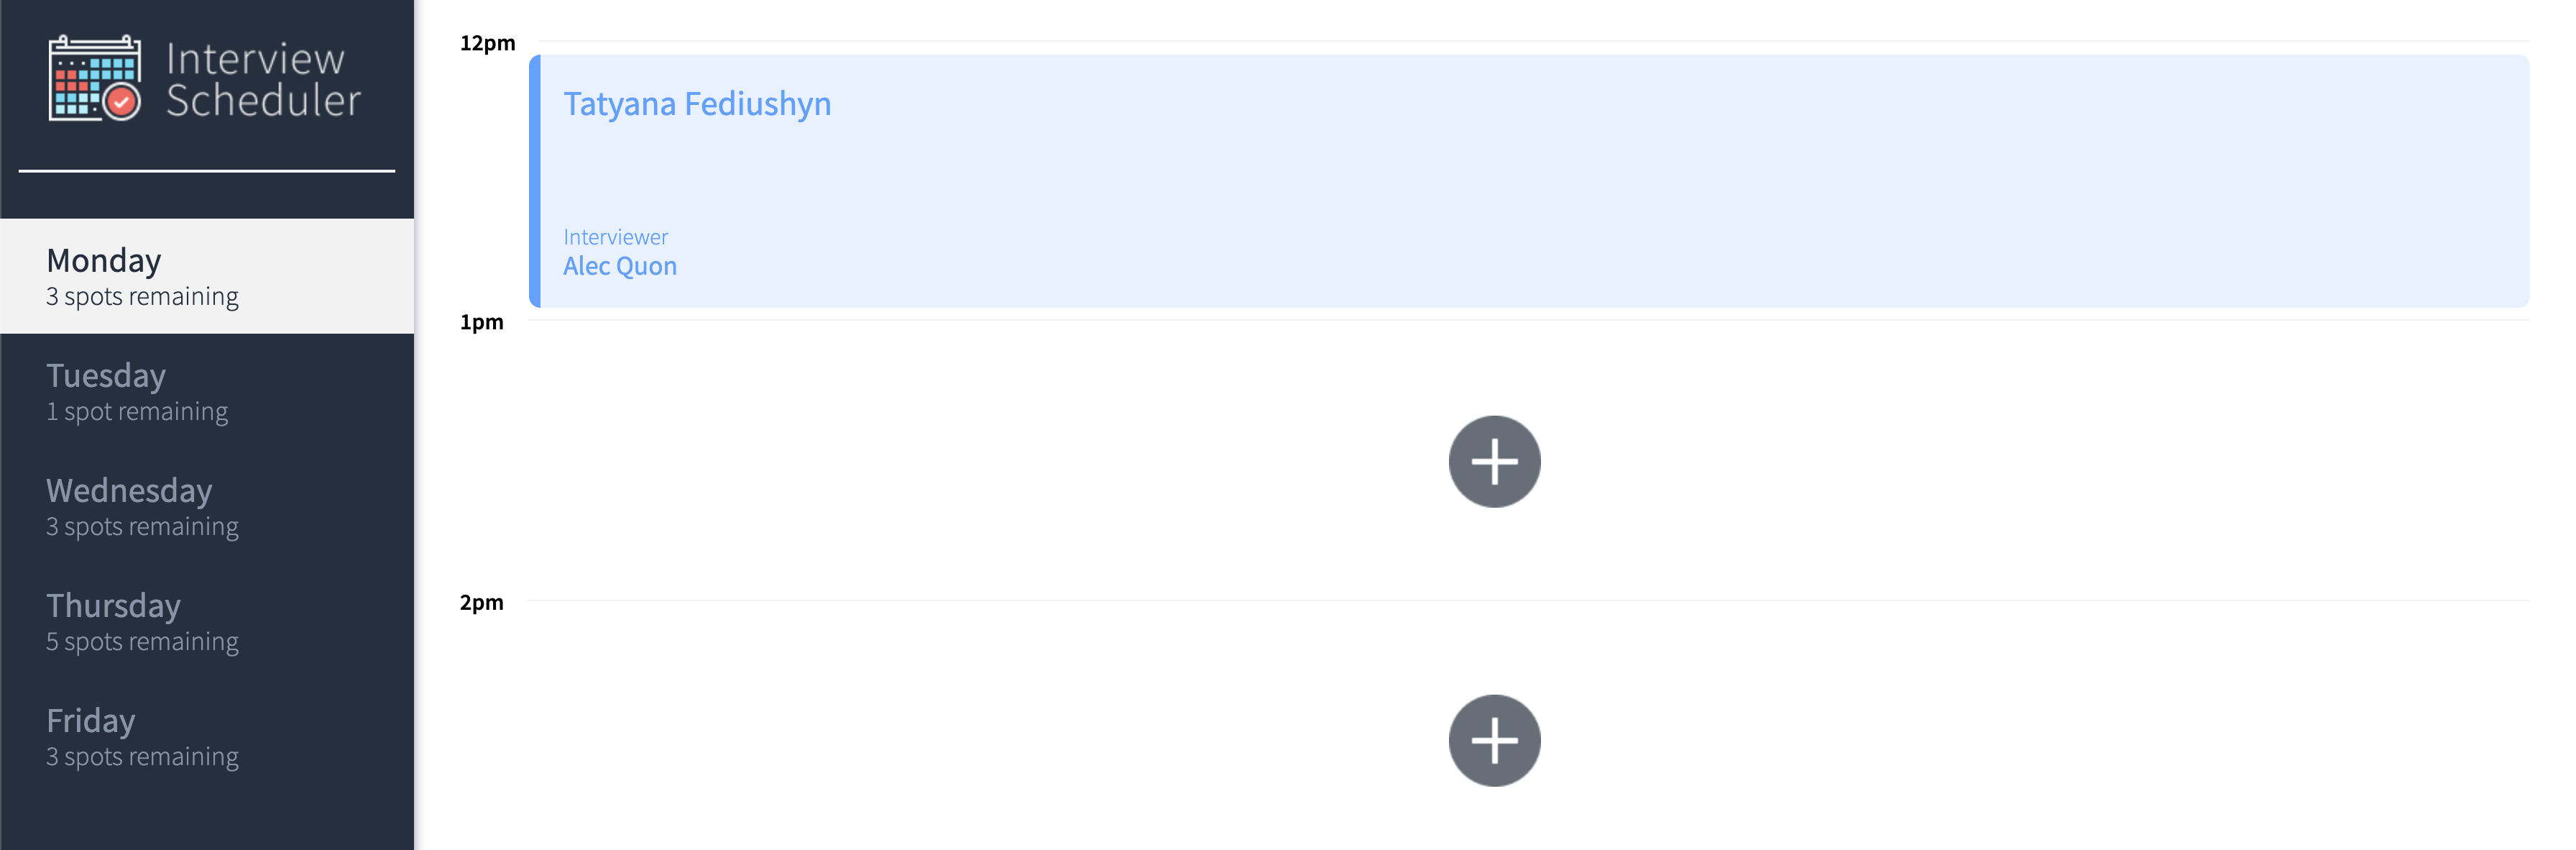 Interview
Scheduler
Monday
3 spots remaining
Tuesday
1 spot remaining
Wednesday
3 spots remaining
Thursday
5 spots remaining
Friday
3 spots remaining
12pm
Tatyana Fediushyn
Interviewer
Alec Quon
1pm
2pm